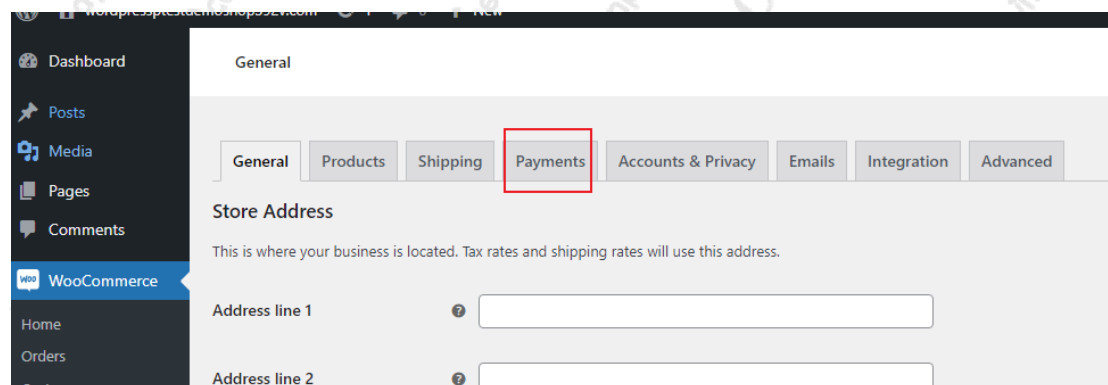 New
Dashboard
General
Posts
Media
General Products Shipping Payments Accounts & Privacy Emails Integration Advanced
Pages
Store Address
Comments
This is where your business is located. Tax rates and shipping rates will use this address.
WOO WooCommerce
Address line 1
Home
Orders
Address line 2